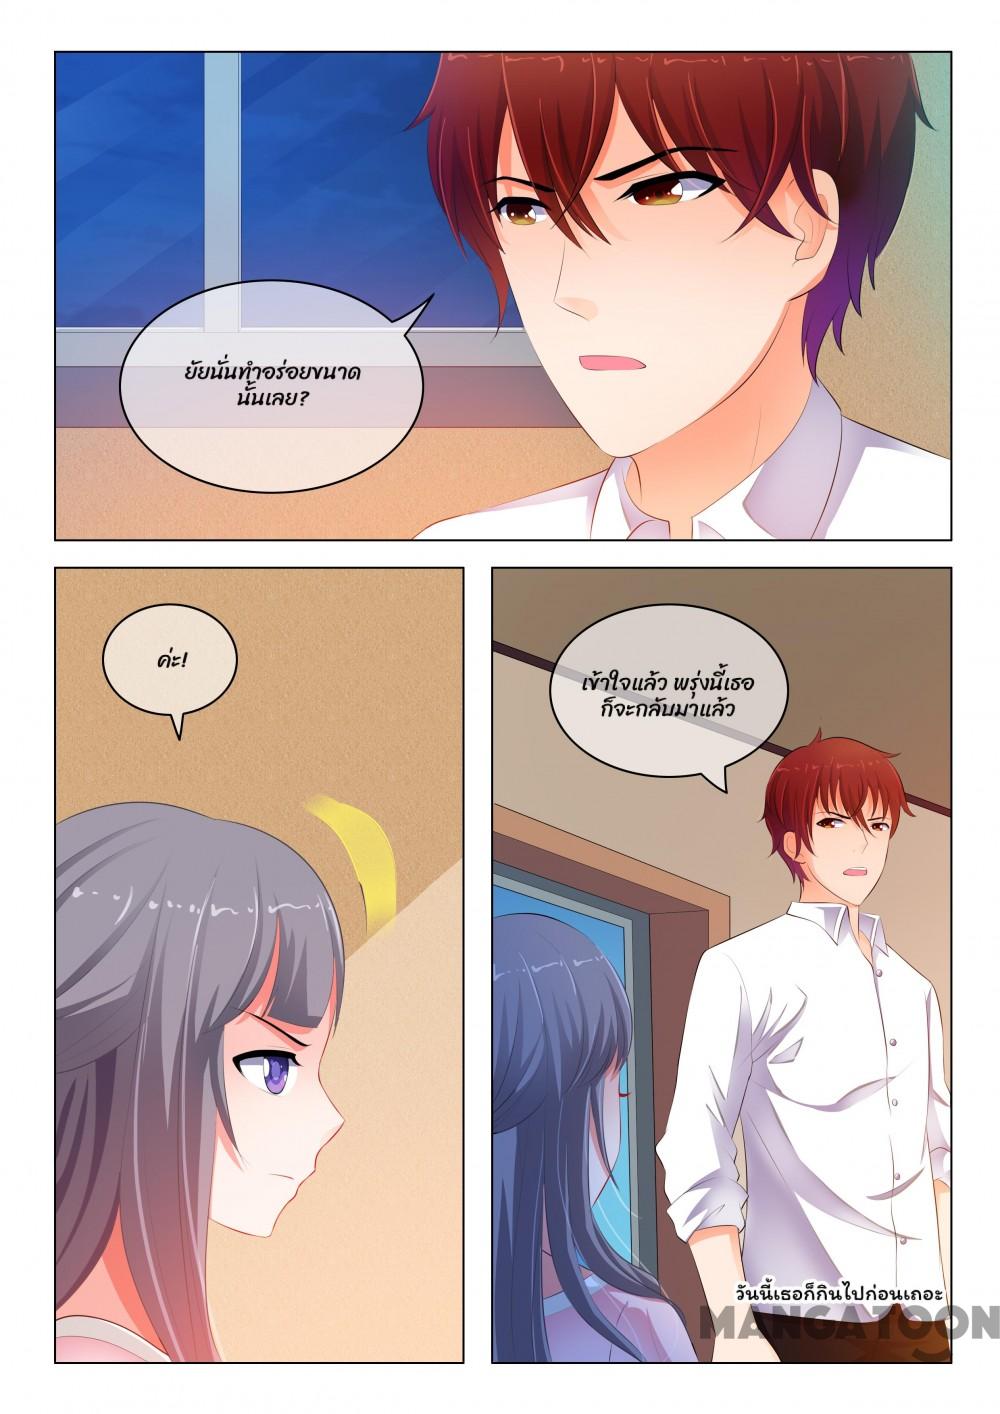 ยัยนั่นทำอร่อยขนาด
นั้นเลย?
ค่ะ!
เข้าใจแล้ว พรุ่งนี้เธอ
ก็จะกลับมาแล้ว
วันนี้เธอก็กินไปก่อนเถอะ
MANGATOON